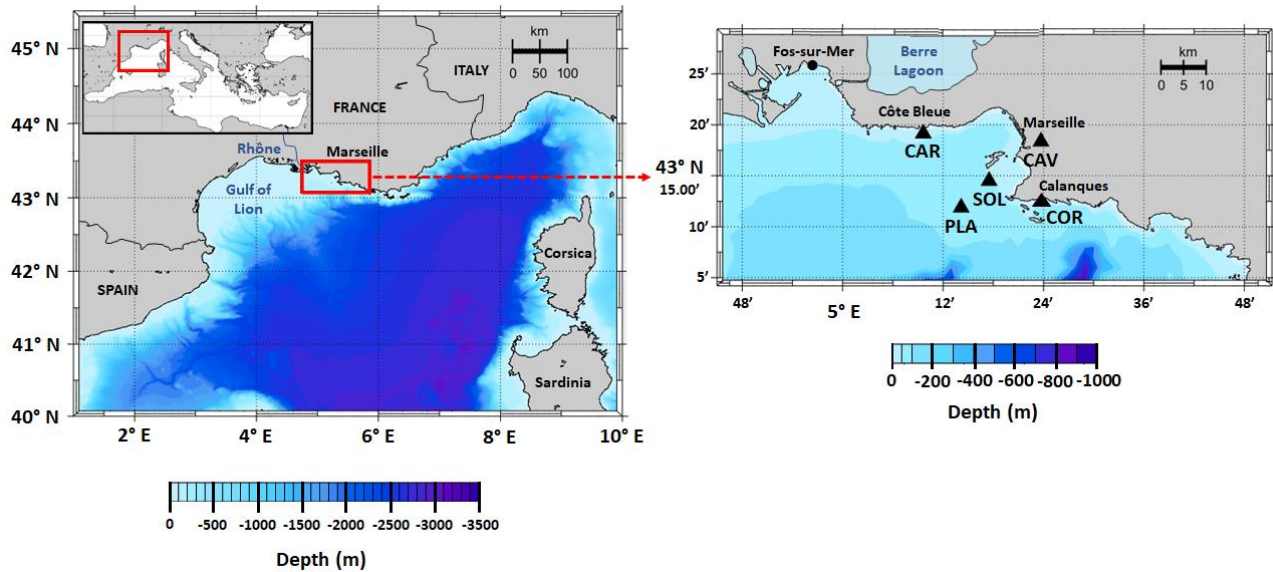 45° N
44° N
43° N
42° N
41° N
40° N
2° E
4° E
6° E
8° E
10° E
km
0 50 100
ITALY
FRANCE
Rhône
Marseille
Gulf of
Lion
SPAIN
Corsica
Sardinia
0 -500 -1000 -1500 -2000 -2500 -3000 -3500
Depth (m)
Fos-sur-Mer
Berre
Lagoon
km
0 5 10
25'
20'
43° N
15.00'
10'
5'
Côte Bleue
CAR
Marseille
CAV
SOL
Calanques
COR
PLA
48'
5° E
12'
24'
36'
48'
52'
0 -200 -400 -600 -800 -1000
Depth (m)